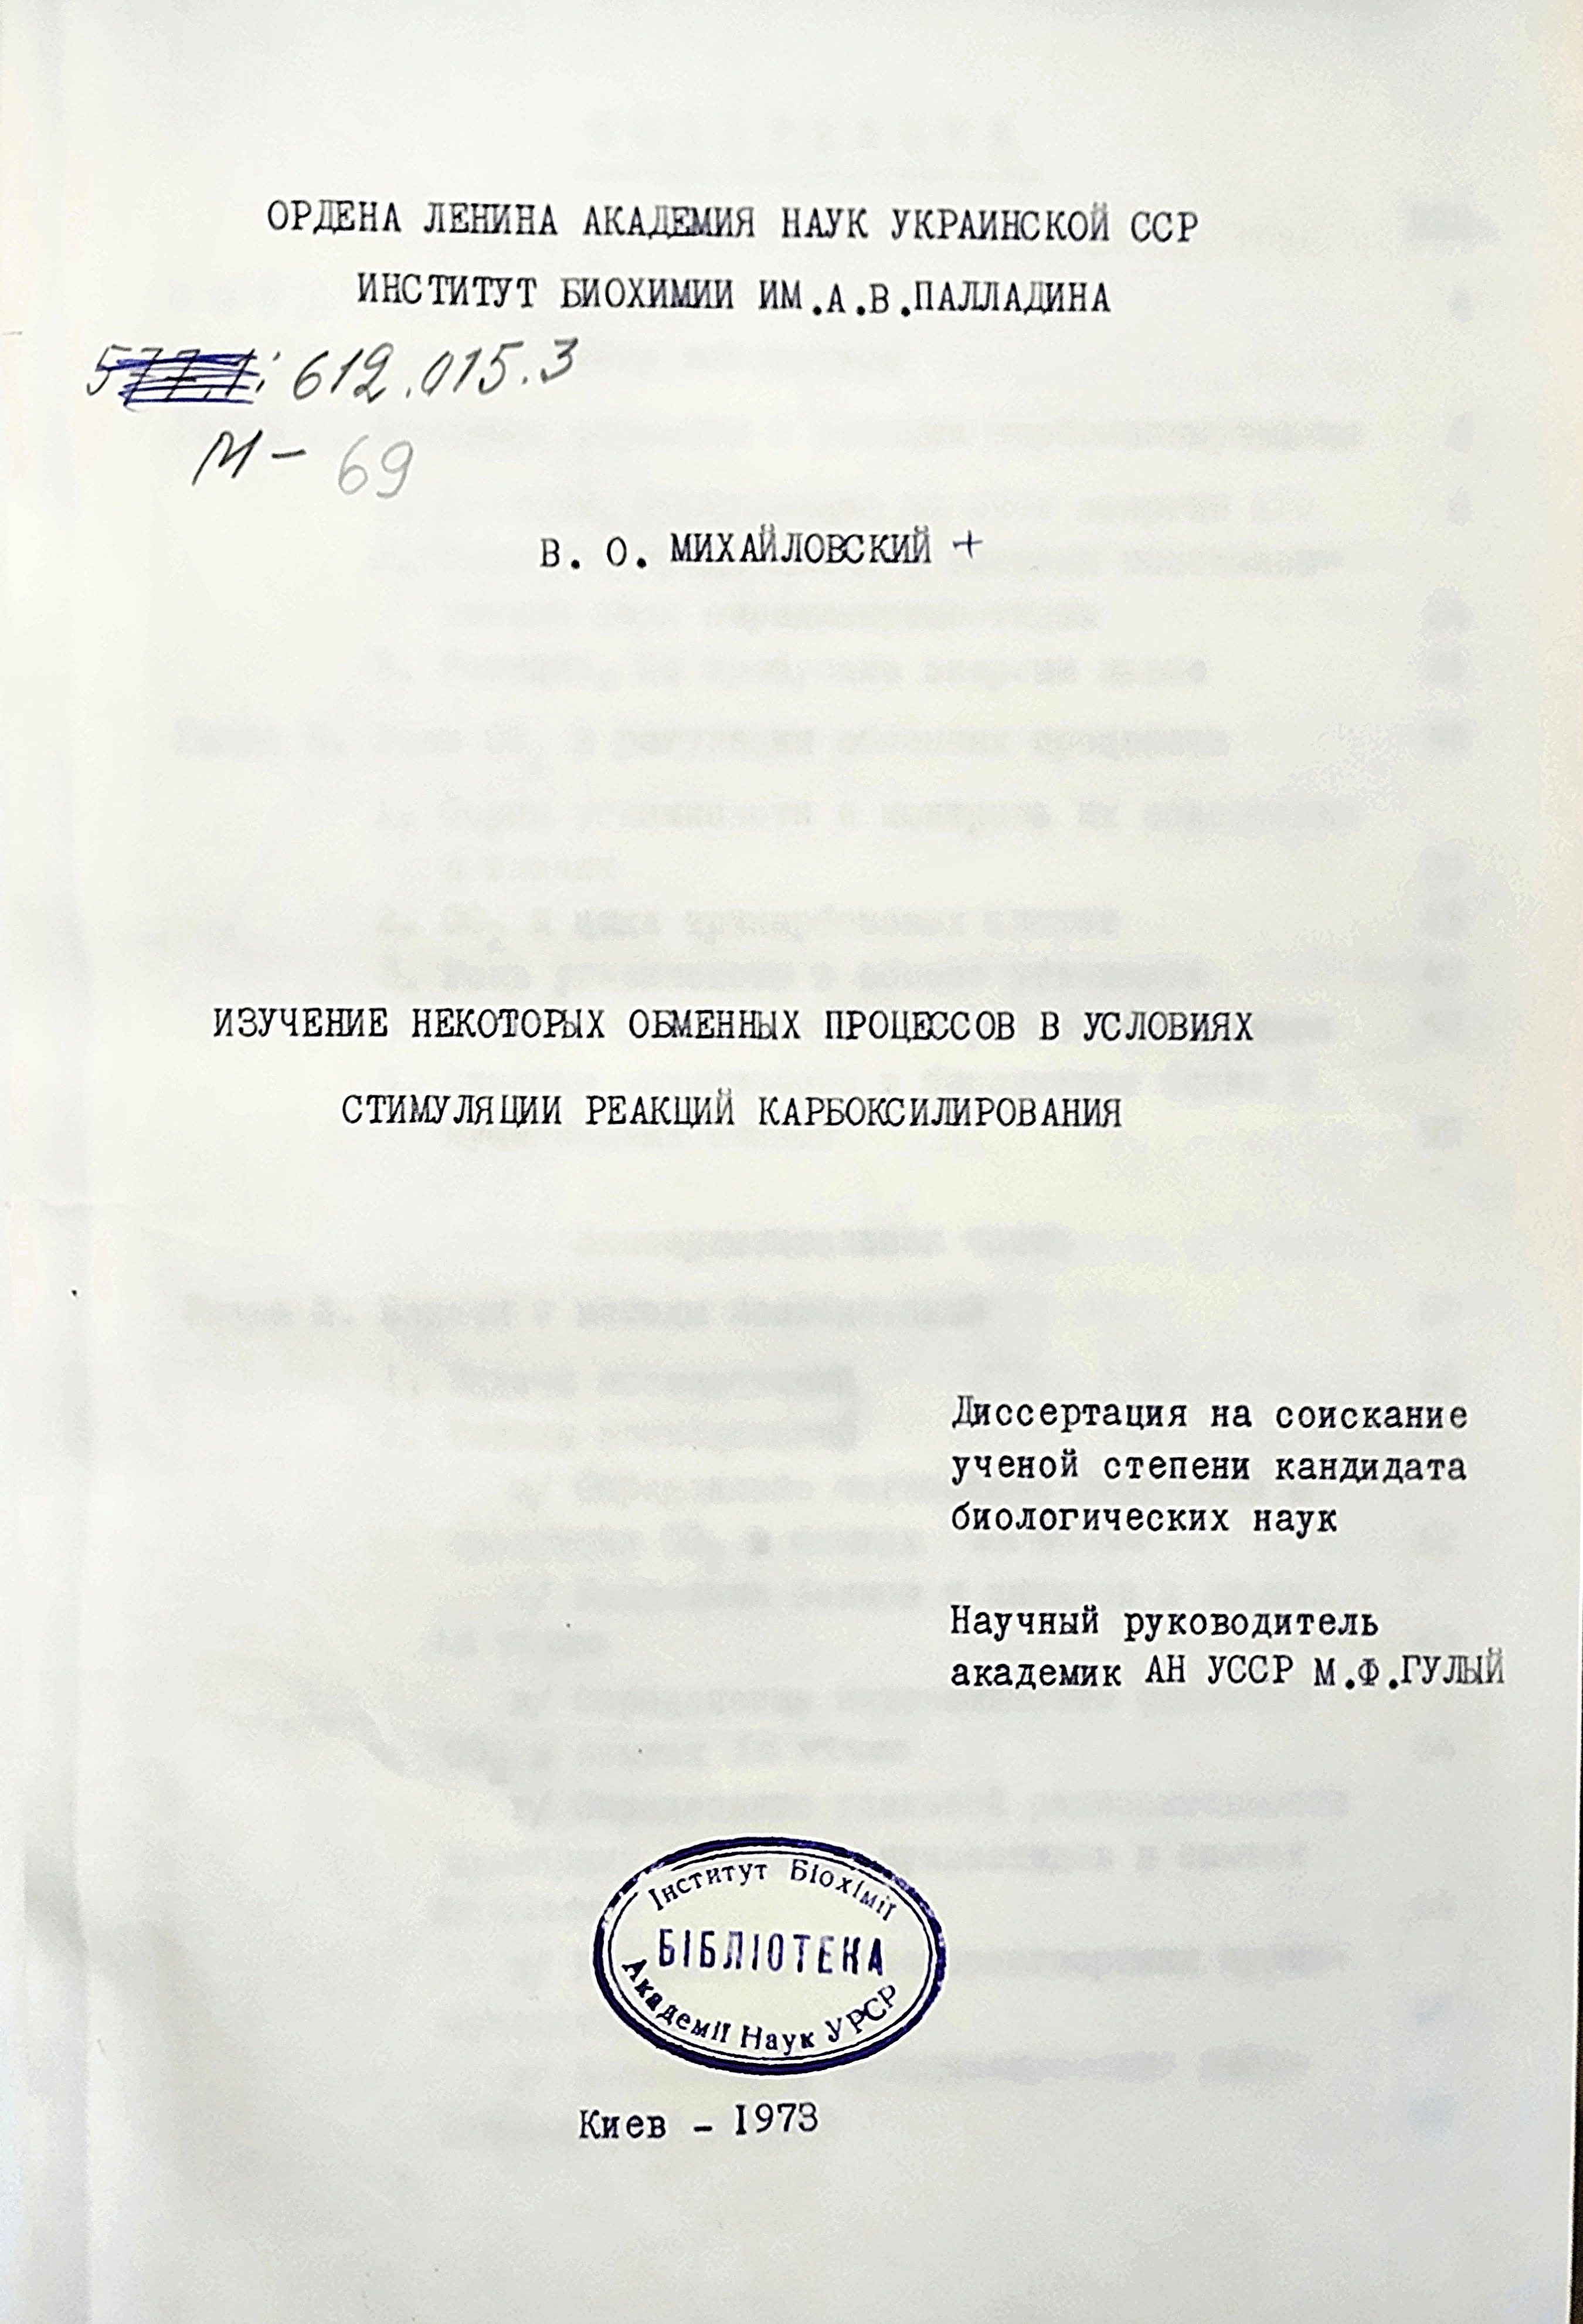 ОРДЕНА ЛЕНИНА АКАДЕМИЯ НАУК УКРАИНСКОЙ ССР
ИНСТИТУТ БИОХИМИИ ИМ.А.В.ПАЛЛАДИНА
577.1; 612.015.3
М - 69
В. О. МИХАЙЛОВСКИЙ +
ИЗУЧЕНИЕ НЕКОТОРЫХ ОБМЕННЫХ ПРОЦЕССОВ В УСЛОВИЯХ
СТИМУЛЯЦИИ РЕАКЦИЙ КАРБОКСИЛИРОВАНИЯ
Диссертация на соискание
ученой степени кандидата
биологических наук
Научный руководитель
академик АН УССР М.Ф.ГУЛЫЙ
Інститут Біохімії
БІБЛІОТЕКА
Академії Наук УРСР
Киев - 1973